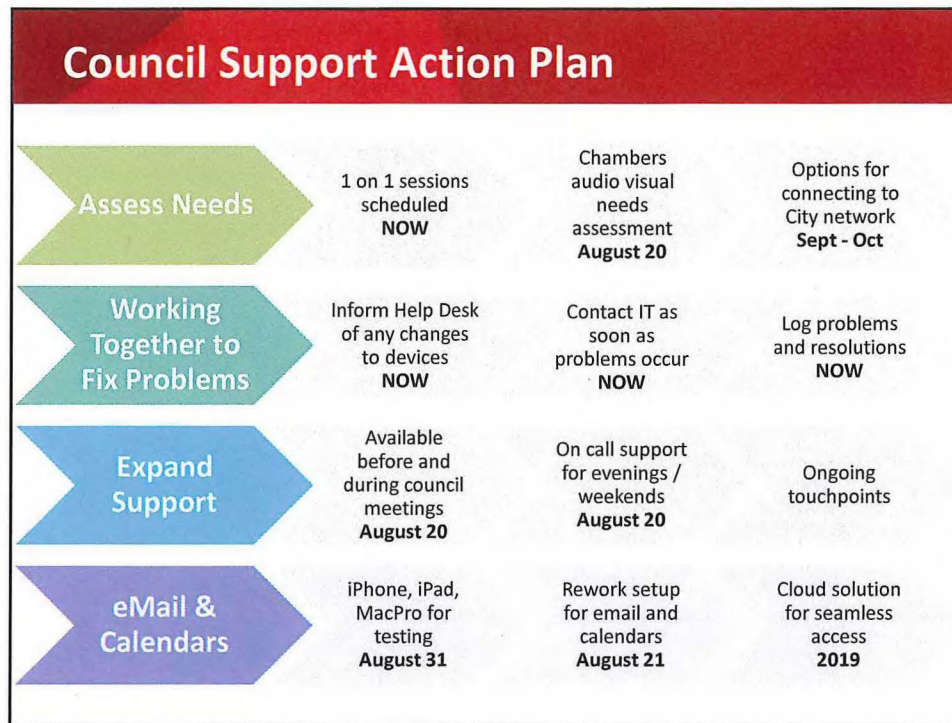 Council Support Action Plan
Assess Needs
1 on 1 sessions
scheduled
NOW
Chambers
audio visual
needs
assessment
August 20
Options for
connecting to
City network
Sept - Oct
Working
Together to
Fix Problems
Inform Help Desk
of any changes
to devices
NOW
Contact IT as
soon as
problems occur
NOW
Log problems
and resolutions
NOW
Expand
Support
Available
before and
during council
meetings
August 20
On call support
for evenings /
weekends
August 20
Ongoing
touchpoints
eMail &
Calendars
iPhone, iPad,
MacPro for
testing
August 31
Rework setup
for email and
calendars
August 21
Cloud solution
for seamless
access
2019